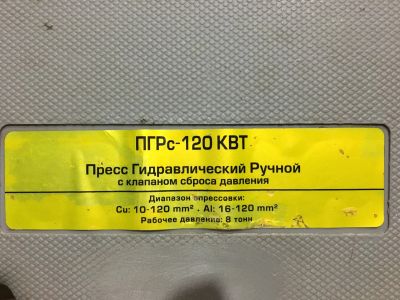 ПГРс-120 КВТ
Пресс Гидравлический Ручной
с клапаном сброса давления
Диапазон опрессовки:
Cu: 10-120 mm² . Al: 16-120 mm²
Рабочее давление: 8 тонн